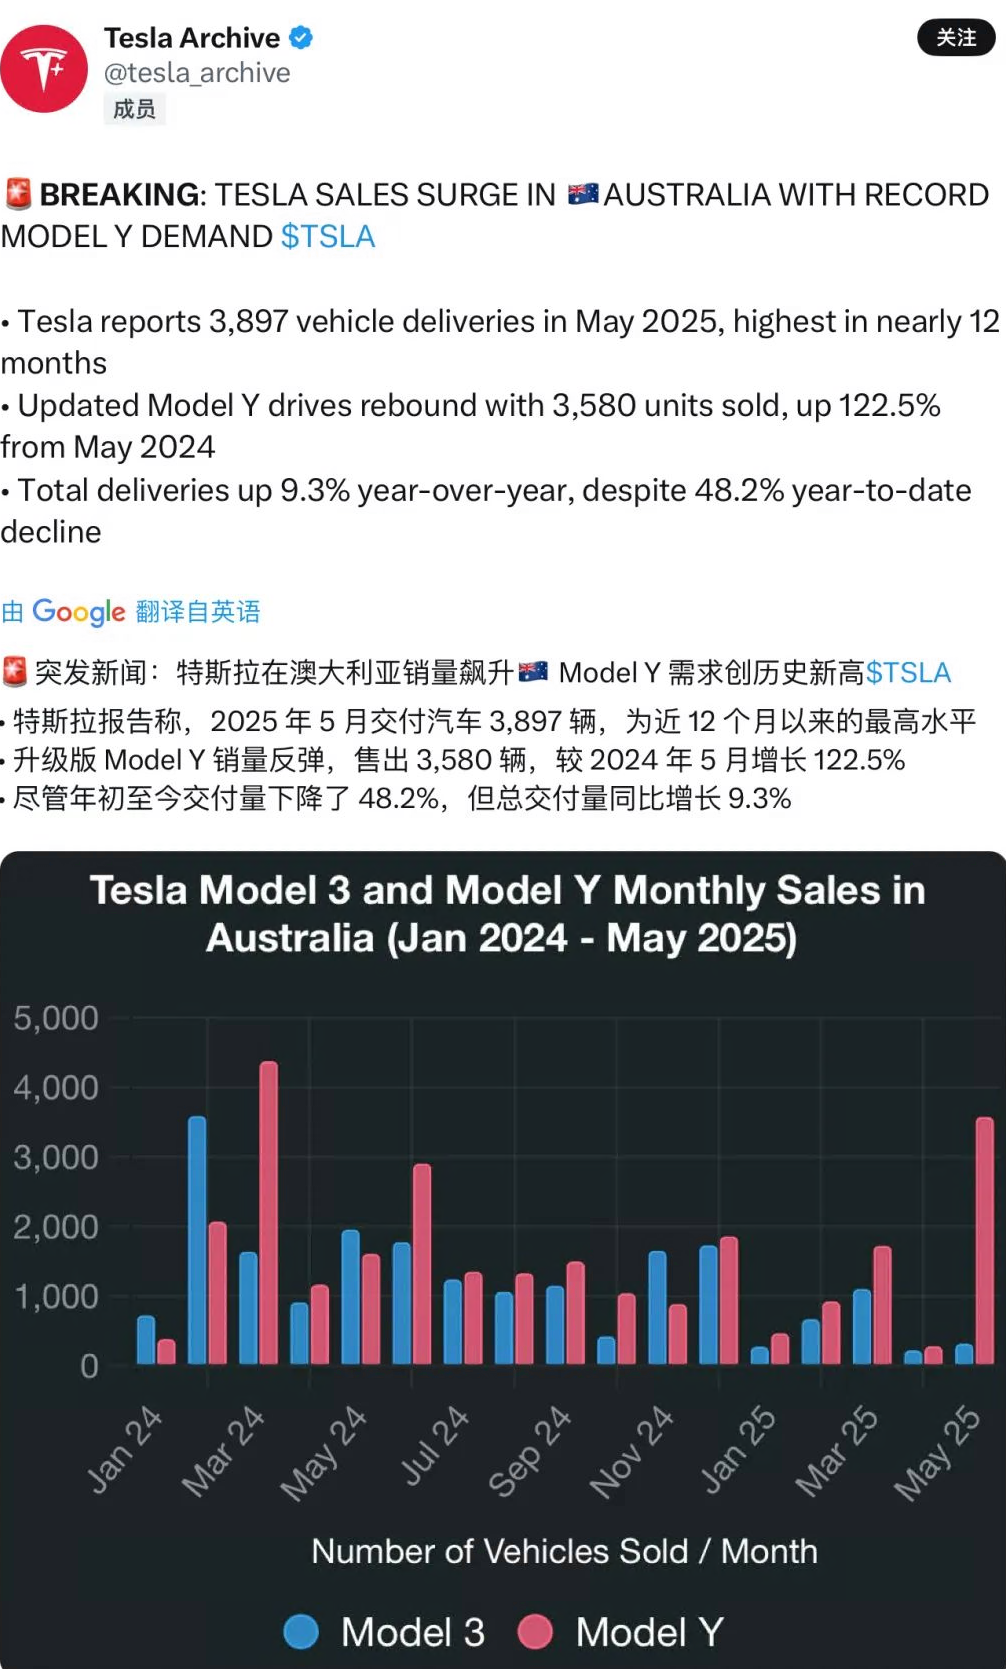 Tesla Archive
关注
@tesla_archive
成员
🚨 BREAKING: TESLA SALES SURGE IN 🇦🇺 AUSTRALIA WITH RECORD
MODEL Y DEMAND $TSLA
• Tesla reports 3,897 vehicle deliveries in May 2025, highest in nearly 12
months
• Updated Model Y drives rebound with 3,580 units sold, up 122.5%
from May 2024
• Total deliveries up 9.3% year-over-year, despite 48.2% year-to-date
decline
由 Google 翻译自英语
🚨 突发新闻：特斯拉在澳大利亚销量飙升🇦🇺 Model Y 需求创历史新高$TSLA
• 特斯拉报告称，2025 年 5 月交付汽车 3,897 辆，为近 12 个月以来的最高水平
• 升级版 Model Y 销量反弹，售出 3,580 辆，较 2024 年 5 月增长 122.5%
• 尽管年初至今交付量下降了 48.2%，但总交付量同比增长 9.3%
Tesla Model 3 and Model Y Monthly Sales in
Australia (Jan 2024 - May 2025)
5,000
4,000
3,000
2,000
1,000
0
Jan 24
Mar 24
May 24
Jul 24
Sep 24
Nov 24
Jan 25
Mar 25
May 25
Number of Vehicles Sold / Month
Model 3
Model Y